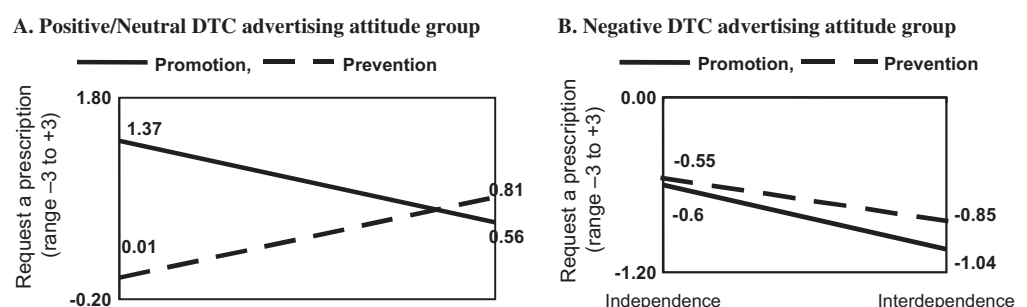 A. Positive/Neutral DTC advertising attitude group
Promotion, Prevention
Request a prescription
(range –3 to +3)
1.80
1.37
0.01
0.81
0.56
-0.20
B. Negative DTC advertising attitude group
Promotion, Prevention
Request a prescription
(range –3 to +3)
0.00
-0.55
-0.6
-0.85
-1.04
-1.20
Independence Interdependence